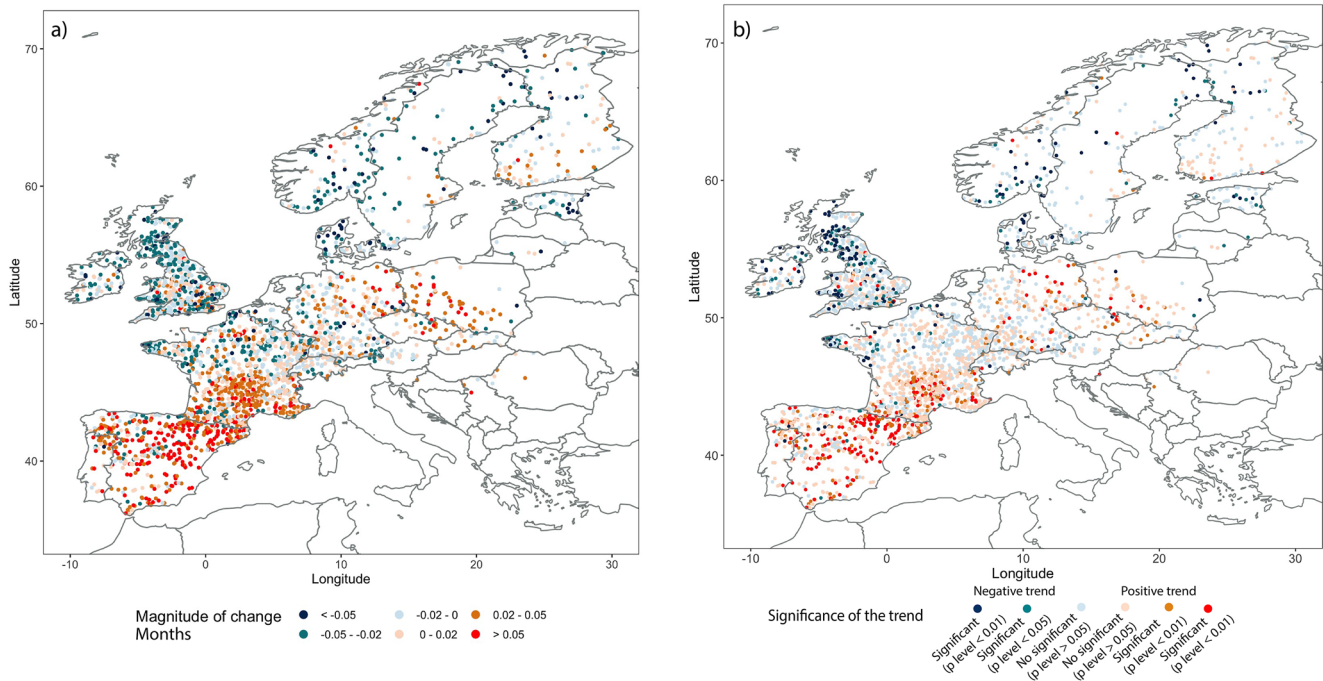 a)
70
60
50
40
Latitude
-10
0
10
20
30
Longitude
Magnitude of change
Months
< -0.05
-0.02 - 0
0.02 - 0.05
-0.05 - -0.02
0 - 0.02
> 0.05
b)
70
60
50
40
Latitude
-10
0
10
20
30
Longitude
Significance of the trend
Negative trend
Positive trend
Significant
(p level < 0.01)
Significant
(p level < 0.05)
No significant
(p level > 0.05)
No significant
(p level > 0.05)
Significant
(p level < 0.01)
Significant
(p level < 0.01)